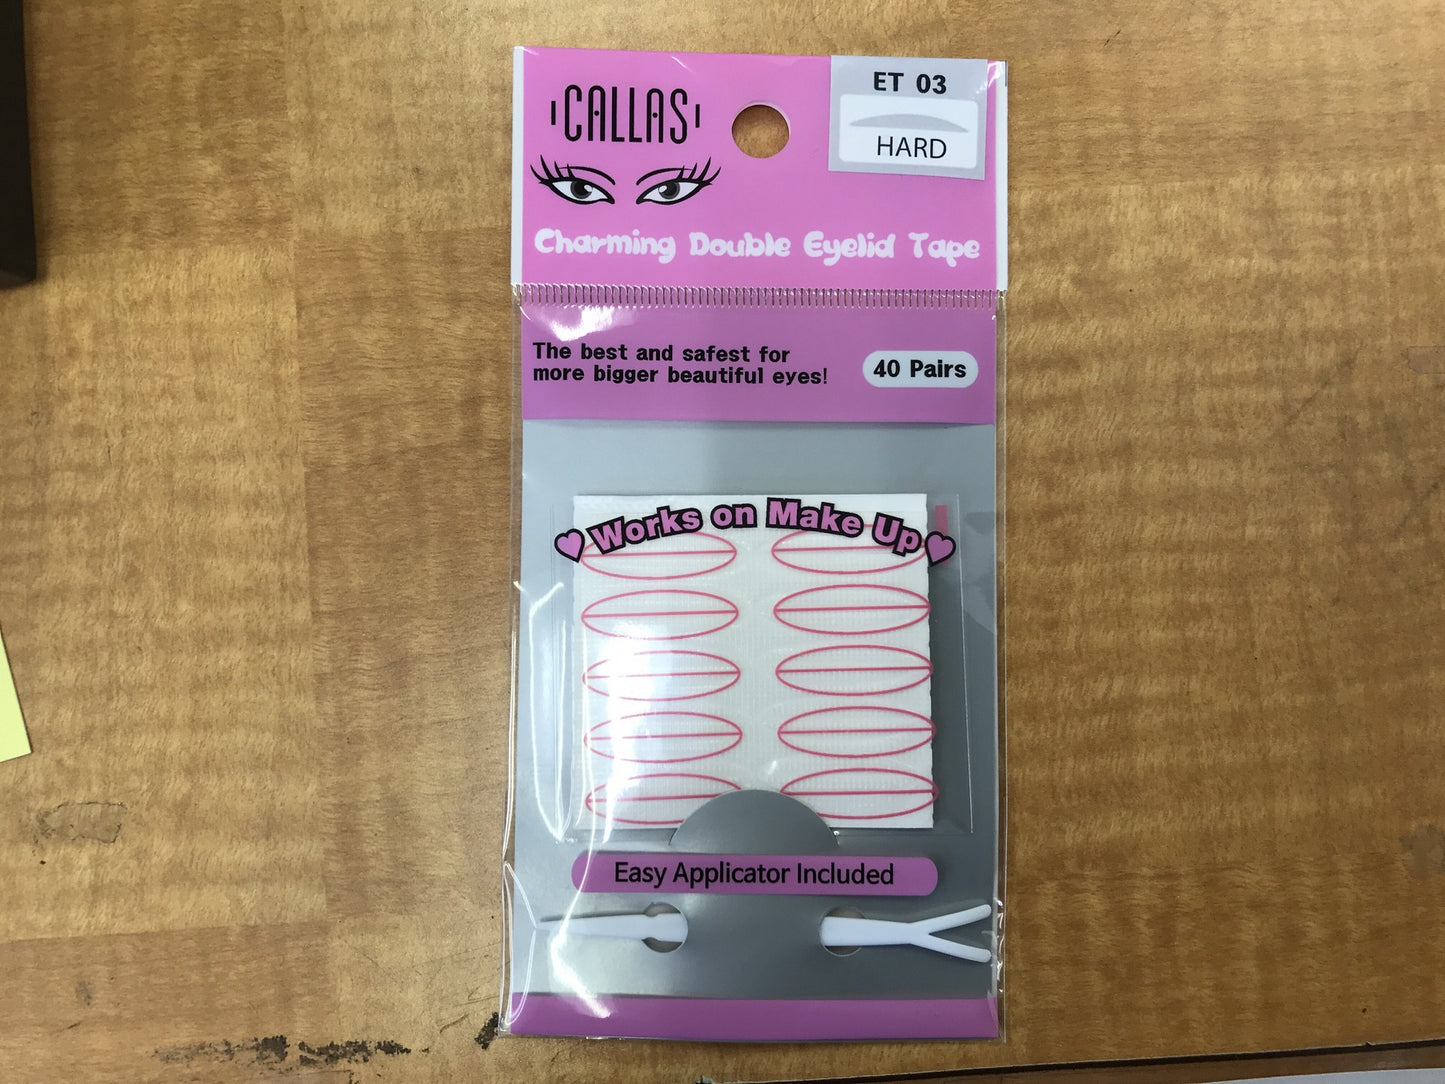 CALLAS
ET 03
HARD
Charming Double Eyelid Tape
The best and safest for
more bigger beautiful eyes!
40 Pairs
Works on Make Up
Easy Applicator Included